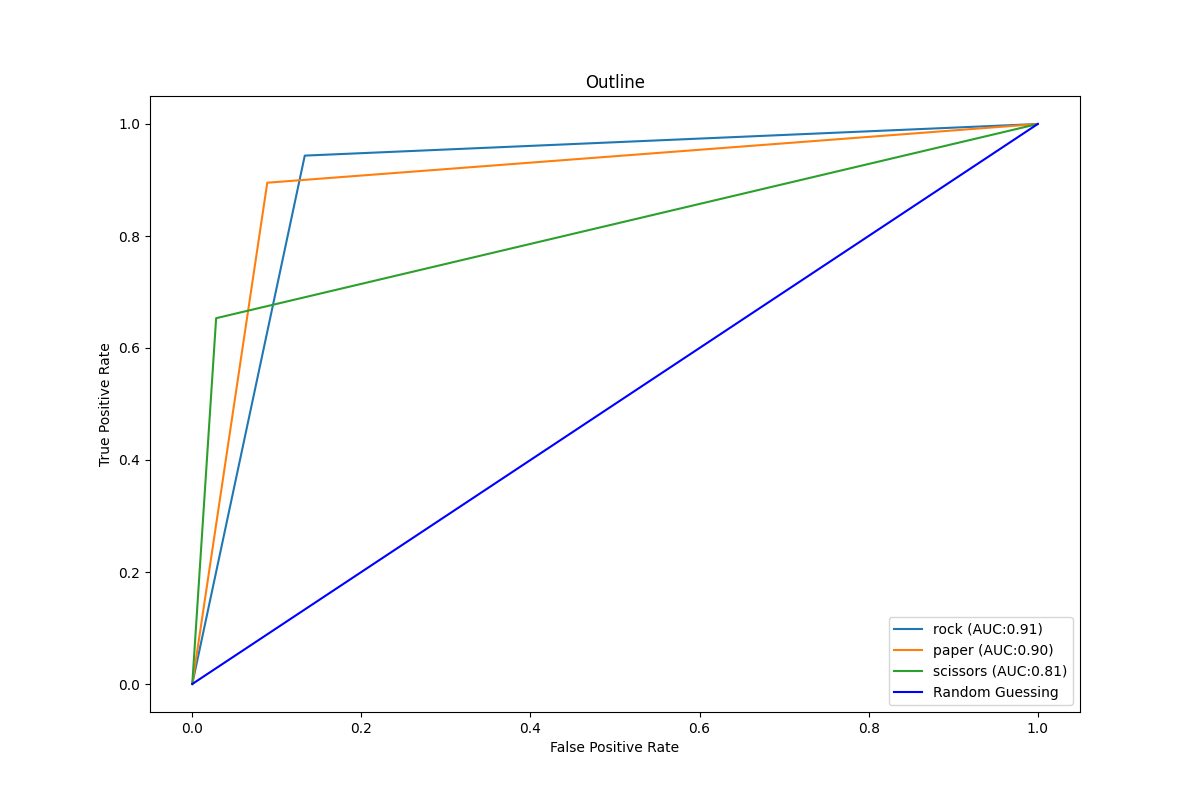 Outline
True Positive Rate
1.0
0.8
0.6
0.4
0.2
0.0
rock (AUC:0.91)
paper (AUC:0.90)
scissors (AUC:0.81)
Random Guessing
0.0 0.2 0.4 0.6 0.8 1.0
False Positive Rate